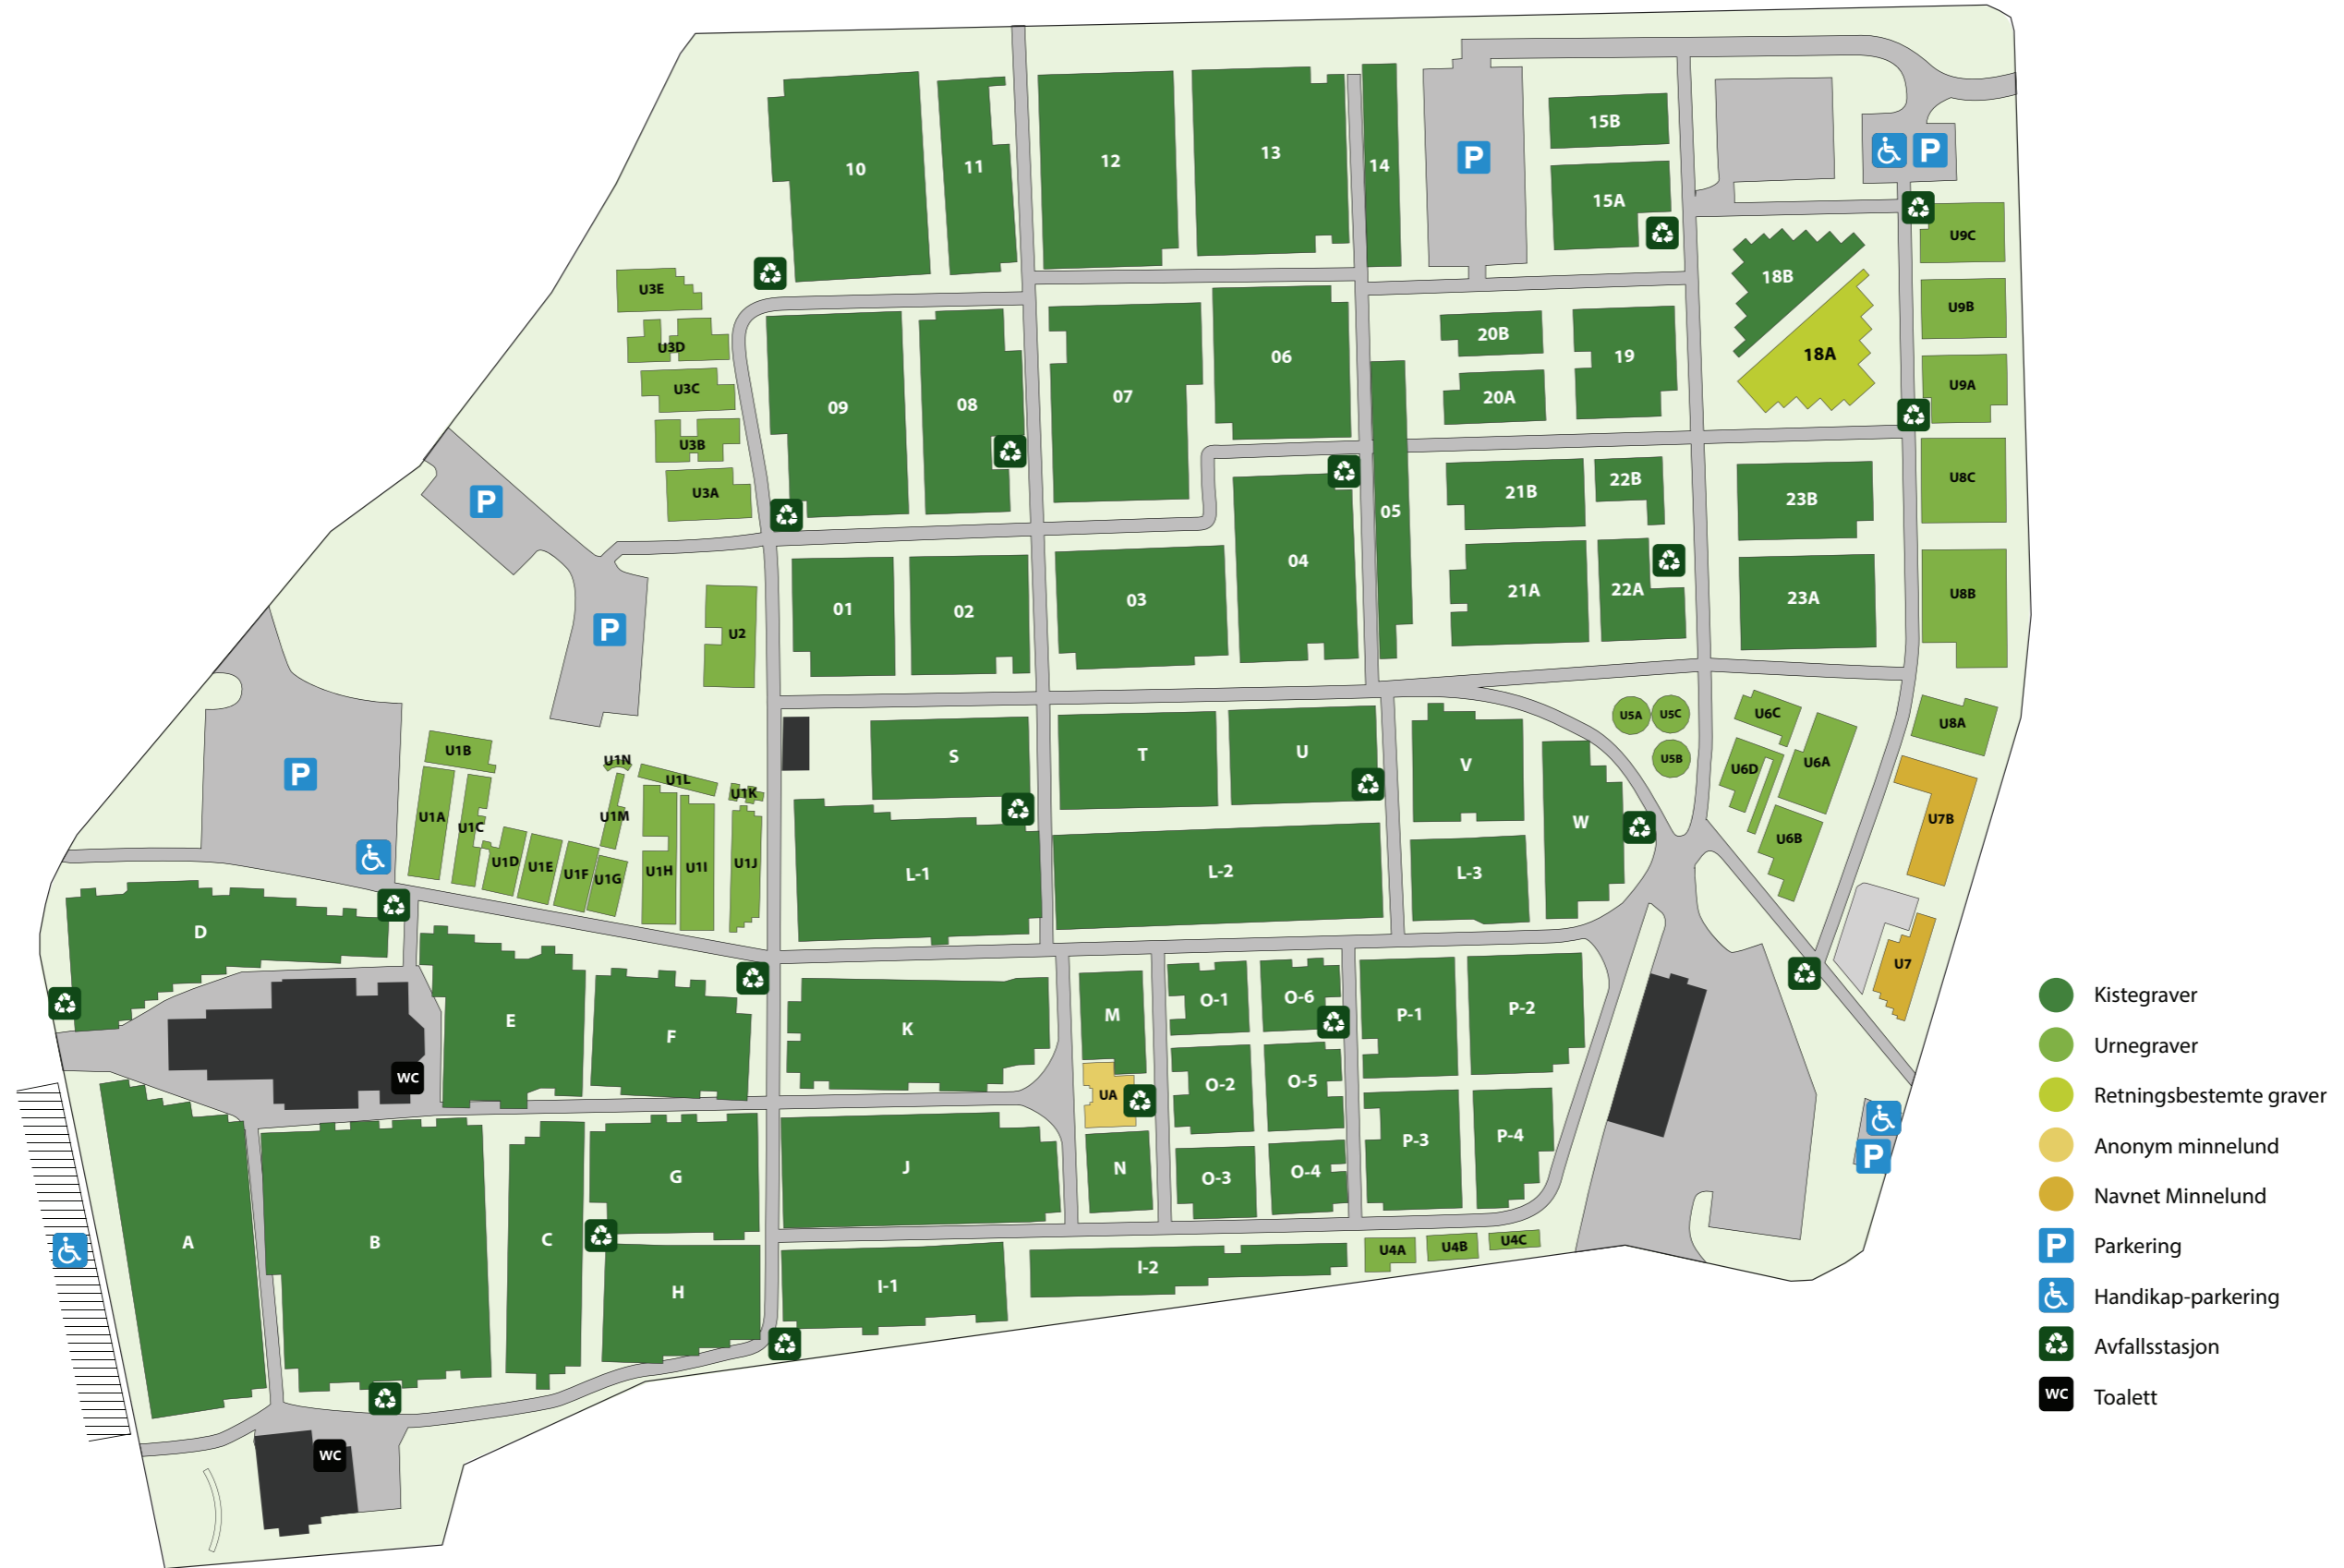 10
11
12
13
14
P
15B
15A
P
U9C
U9B
U9A
18B
18A
U3E
U3D
U3C
U3B
U3A
09
08
07
06
05
20B
20A
19
P
21B
22B
21A
22A
23B
23A
U8C
U8B
U8A
01
02
03
04
P
U2
P
U1B
U1A
U1C
U1D
U1E
U1F
U1G
U1N
U1M
U1L
U1K
U1H
U1I
U1J
S
T
U
V
W
L-1
L-2
L-3
U5A
U5C
U5B
U6C
U6D
U6A
U6B
U7B
U7
D
E
F
WC
K
M
UA
N
O-1
O-6
O-2
O-5
O-3
O-4
P-1
P-2
P-3
P-4
A
B
C
G
H
J
I-1
I-2
U4A
U4B
U4C
P
WC
Kistegraver
Urnegraver
Retningsbestemte graver
Anonym minnelund
Navnet Minnelund
P Parkering
Handikap-parkering
Avfallsstasjon
WC Toalett